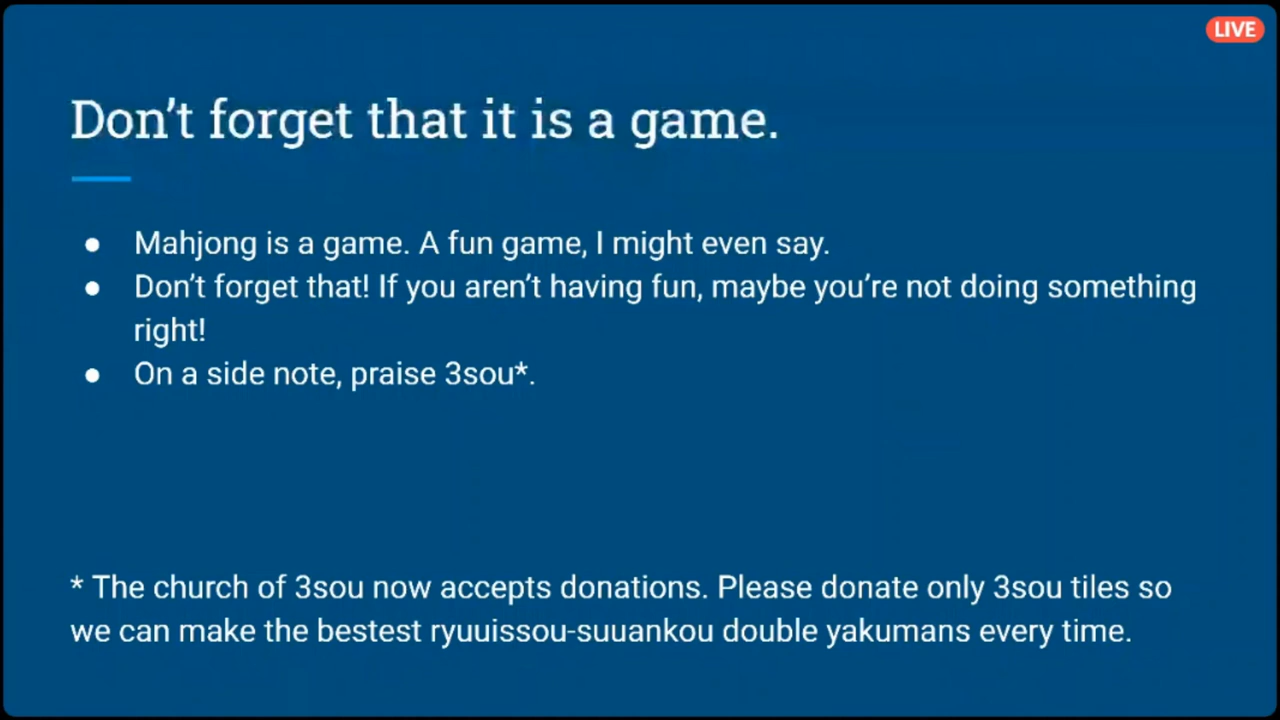 LIVE
Don’t forget that it is a game.
● Mahjong is a game. A fun game, I might even say.
● Don’t forget that! If you aren’t having fun, maybe you’re not doing something
right!
● On a side note, praise 3sou*.
* The church of 3sou now accepts donations. Please donate only 3sou tiles so
we can make the bestest ryuuissou-suuankou double yakumans every time.